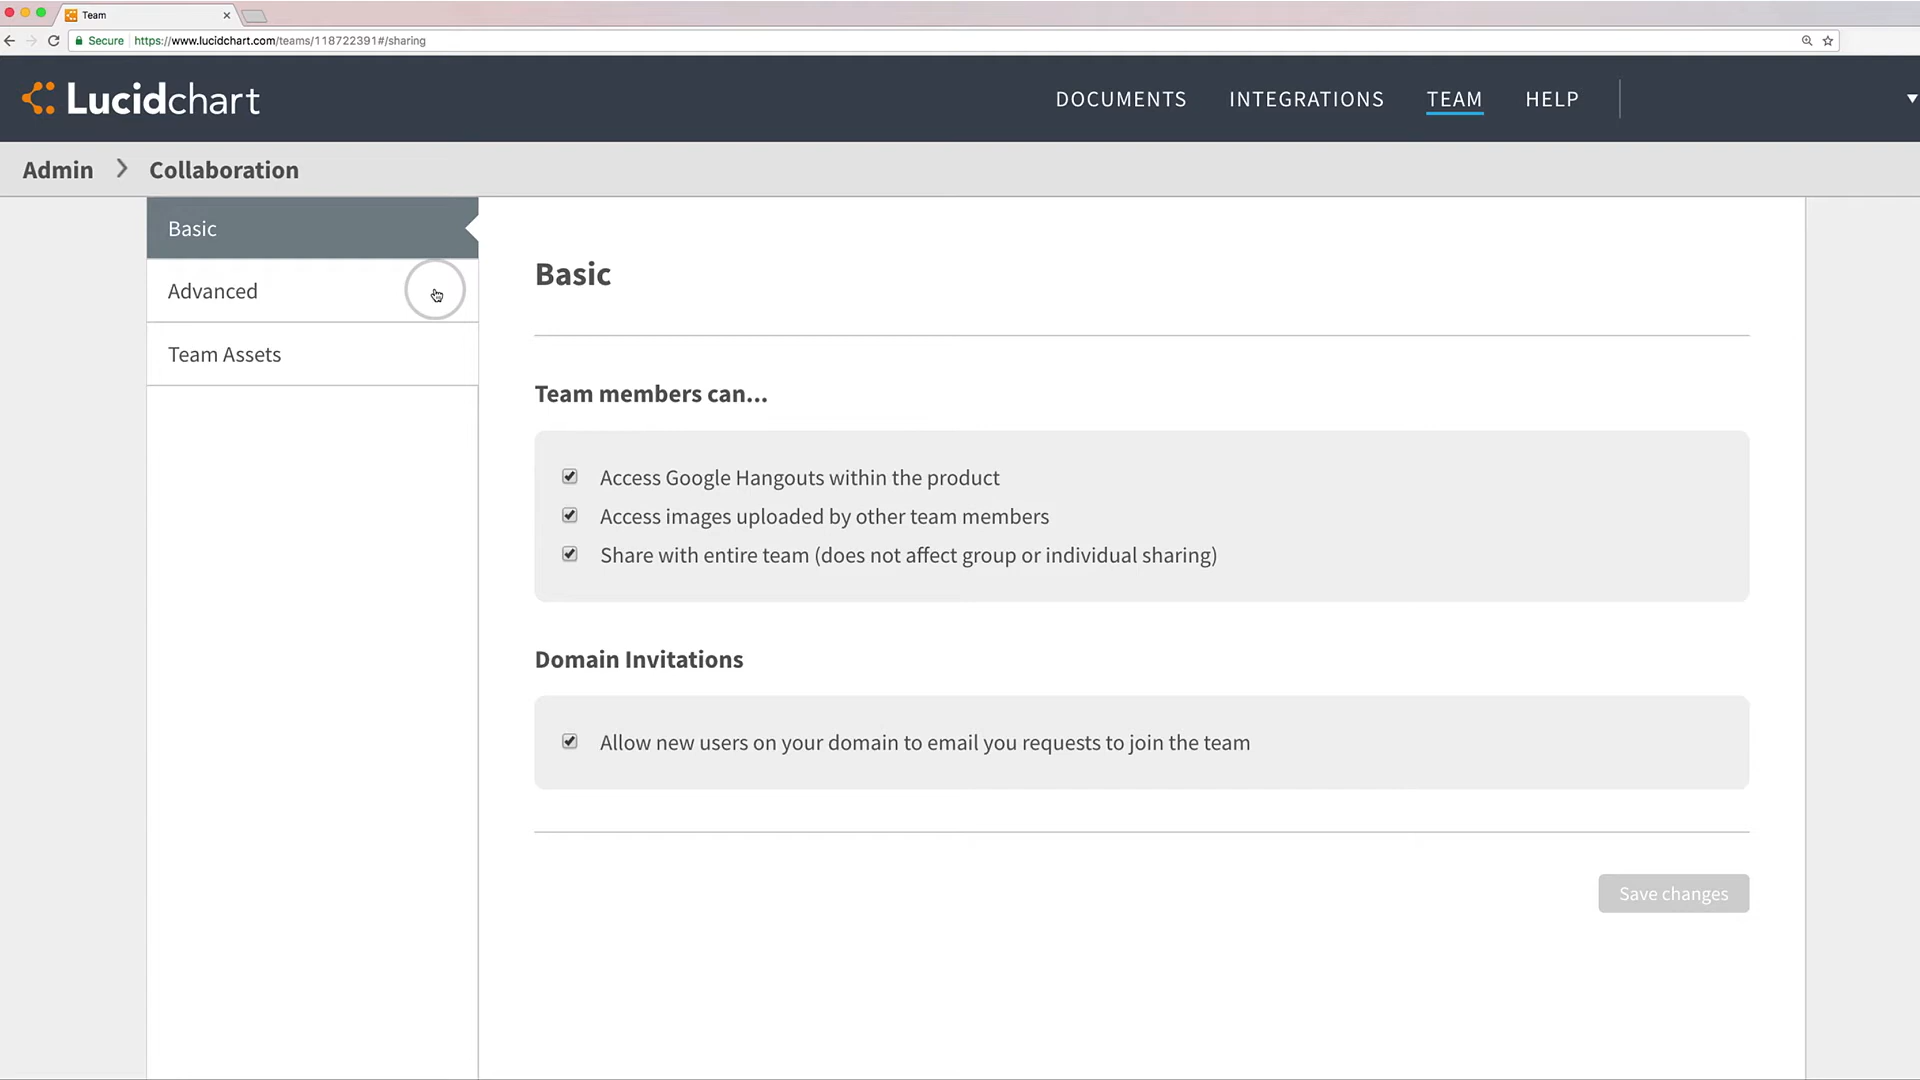 Team
Secure https://www.lucidchart.com/teams/118722391#/sharing
Lucidchart
DOCUMENTS INTEGRATIONS TEAM HELP
Admin Collaboration
Basic
Advanced
Team Assets
Basic
Team members can...
Access Google Hangouts within the product
Access images uploaded by other team members
Share with entire team (does not affect group or individual sharing)
Domain Invitations
Allow new users on your domain to email you requests to join the team
Save changes